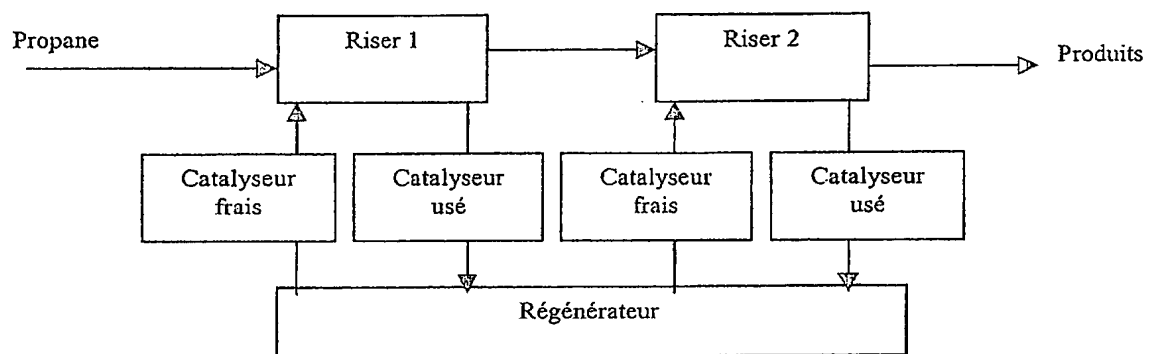 Propane
Riser 1
Riser 2
Produits
Catalyseur
frais
Catalyseur
usé
Catalyseur
frais
Catalyseur
usé
Régénérateur